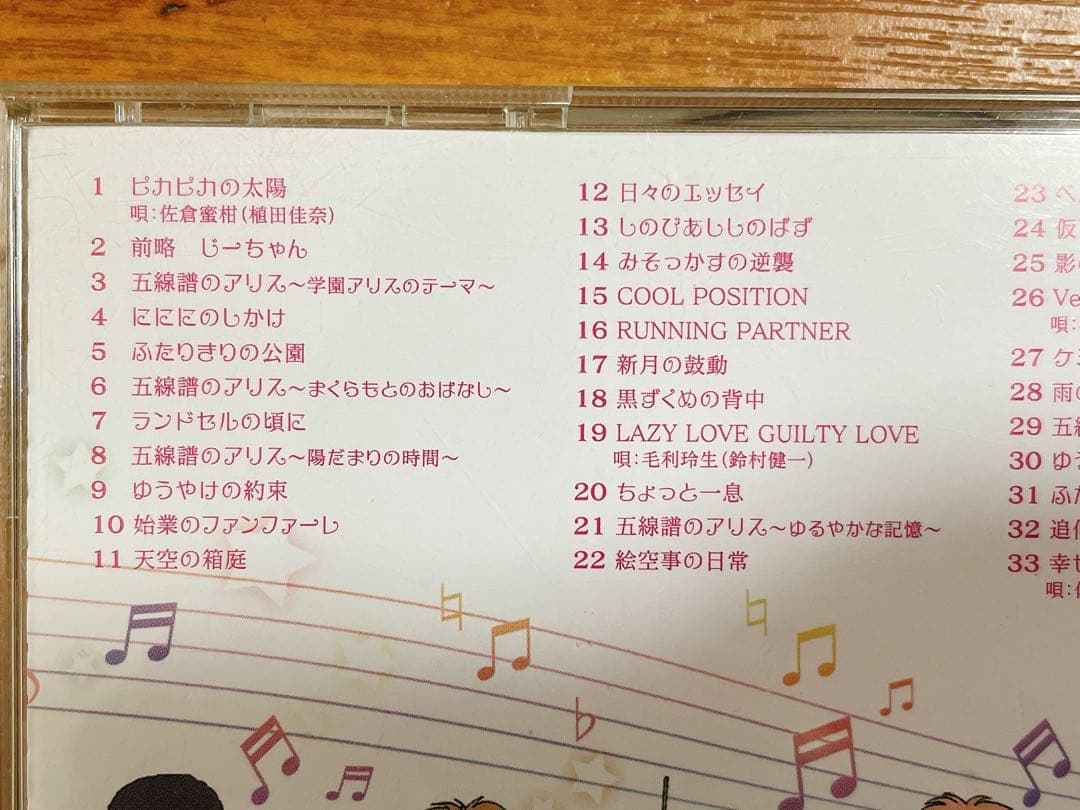 1 ピカピカの太陽
唄:佐倉蜜柑(植田佳奈)
2 前略 じーちゃん
3 五線譜のアリス〜学園アリスのテーマ〜
4 にににのしかけ
5 ふたりきりの公園
6 五線譜のアリス〜まくらもとのおはなし〜
7 ランドセルの頃に
8 五線譜のアリス〜陽だまりの時間〜
9 ゆうやけの約束
10 始業のファンファーレ
11 天空の箱庭
12 日々のエッセイ
13 しのびあししのばず
14 みそっかすの逆襲
15 COOL POSITION
16 RUNNING PARTNER
17 新月の鼓動
18 黒ずくめの背中
19 LAZY LOVE GUILTY LOVE
唄:毛利玲生(鈴村健一)
20 ちょっと一息
21 五線譜のアリス〜ゆるやかな記憶〜
22 絵空事の日常
23
24 仮
25 影
26 Ve
唄:
27 ケ
28 雨の
29 五線
30 ゆ
31 ふ
32 追
33 幸
唄: